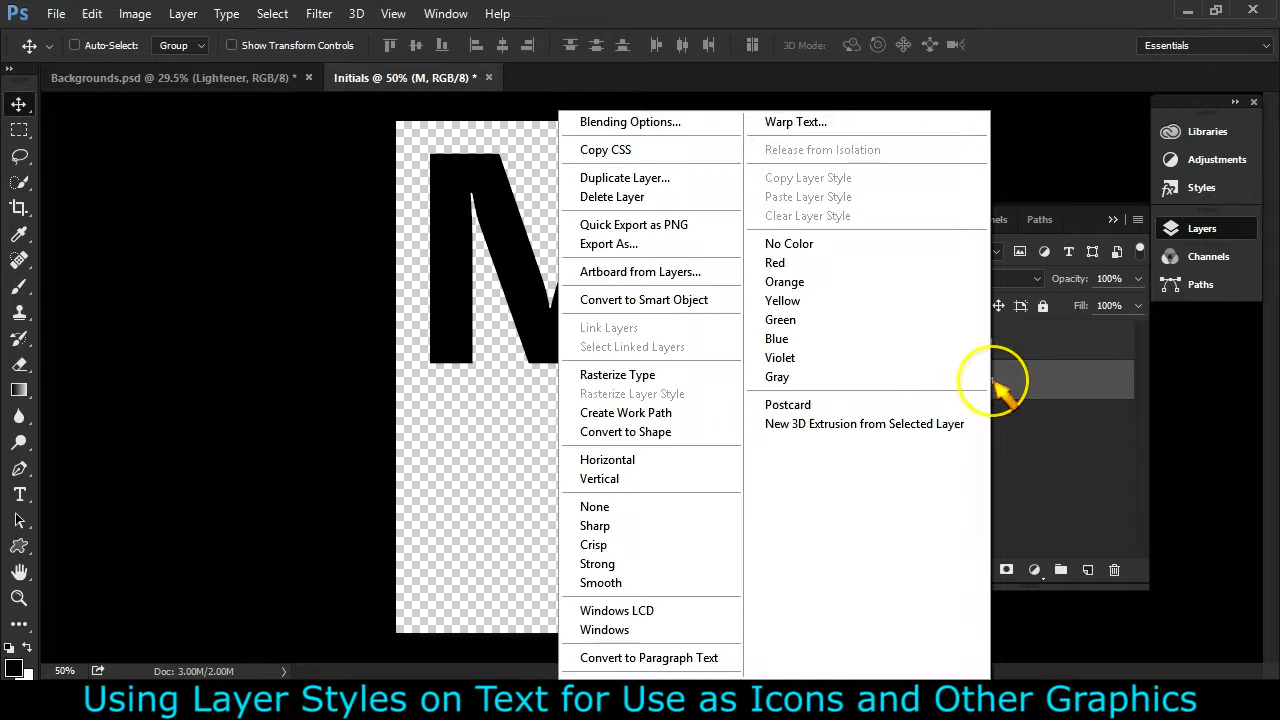 Ps File Edit Image Layer Type Select Filter 3D View Window Help
Auto-Select: Group Show Transform Controls 3D Mode: Essentials
Backgrounds.psd @ 29.5% (Lightener, RGB/8) * Initials @ 50% (M, RGB/8) *
M
Blending Options...
Copy CSS
Duplicate Layer...
Delete Layer
Quick Export as PNG
Export As...
Artboard from Layers...
Convert to Smart Object
Link Layers
Select Linked Layers
Rasterize Type
Rasterize Layer Style
Create Work Path
Convert to Shape
Horizontal
Vertical
None
Sharp
Crisp
Strong
Smooth
Windows LCD
Windows
Convert to Paragraph Text
Warp Text...
Release from Isolation
Copy Layer Style
Paste Layer Style
Clear Layer Style
No Color
Red
Orange
Yellow
Green
Blue
Violet
Gray
Postcard
New 3D Extrusion from Selected Layer
Paths
Opacity: 100%
Fill: 100%
Libraries
Adjustments
Styles
Layers
Channels
Paths
50% Doc: 3.00M/2.00M
Using Layer Styles on Text for Use as Icons and Other Graphics